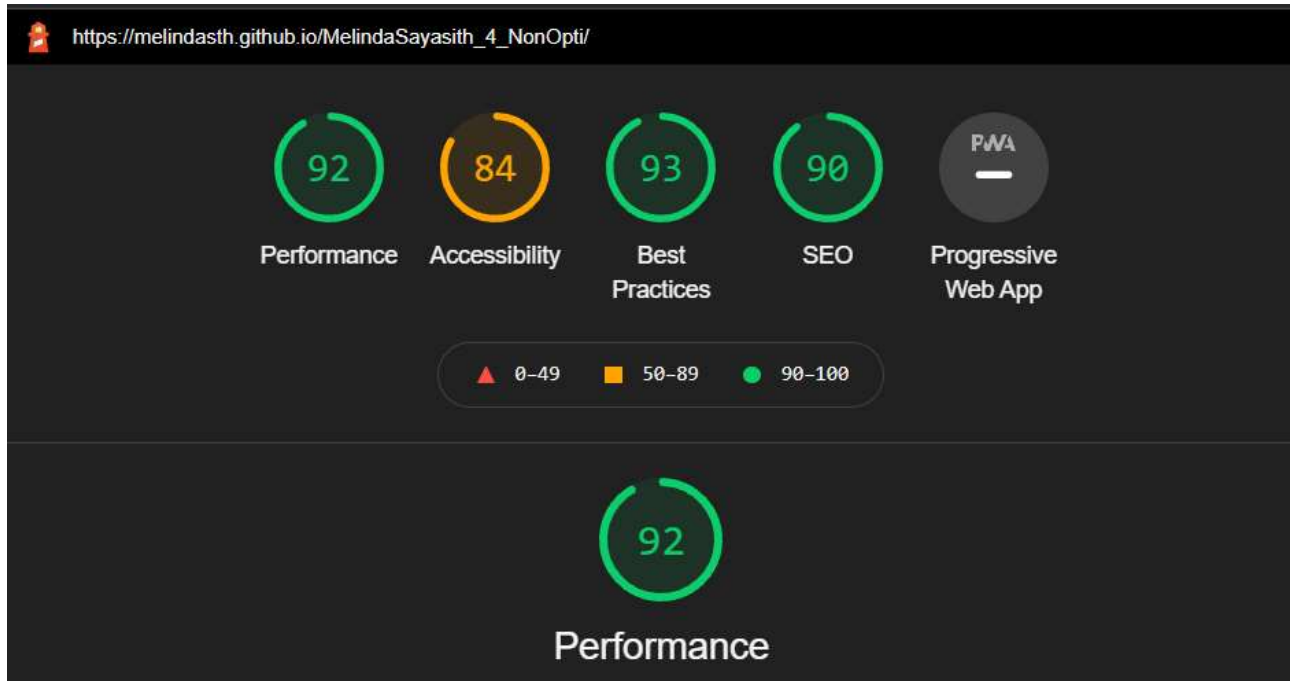 https://melindasth.github.io/MelindaSayasith_4_NonOpti/
92
84
93
90
PWA
Performance
Accessibility
Best
Practices
SEO
Progressive
Web App
0–49
50–89
90–100
92
Performance